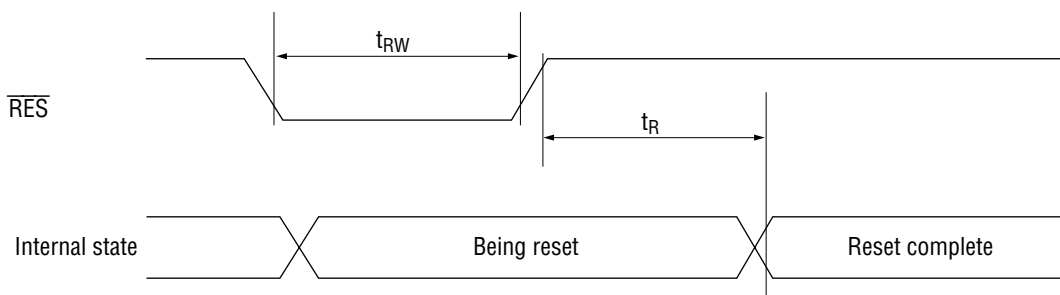 tRW
RES
tR
Internal state
Being reset
Reset complete